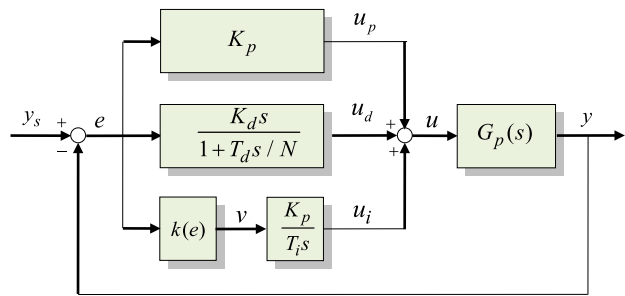 K_p
u_p
y_s
+
−
e
K_d s
1 + T_d s / N
u_d
+
+
u
G_p(s)
y
k(e)
v
K_p
T_i s
u_i